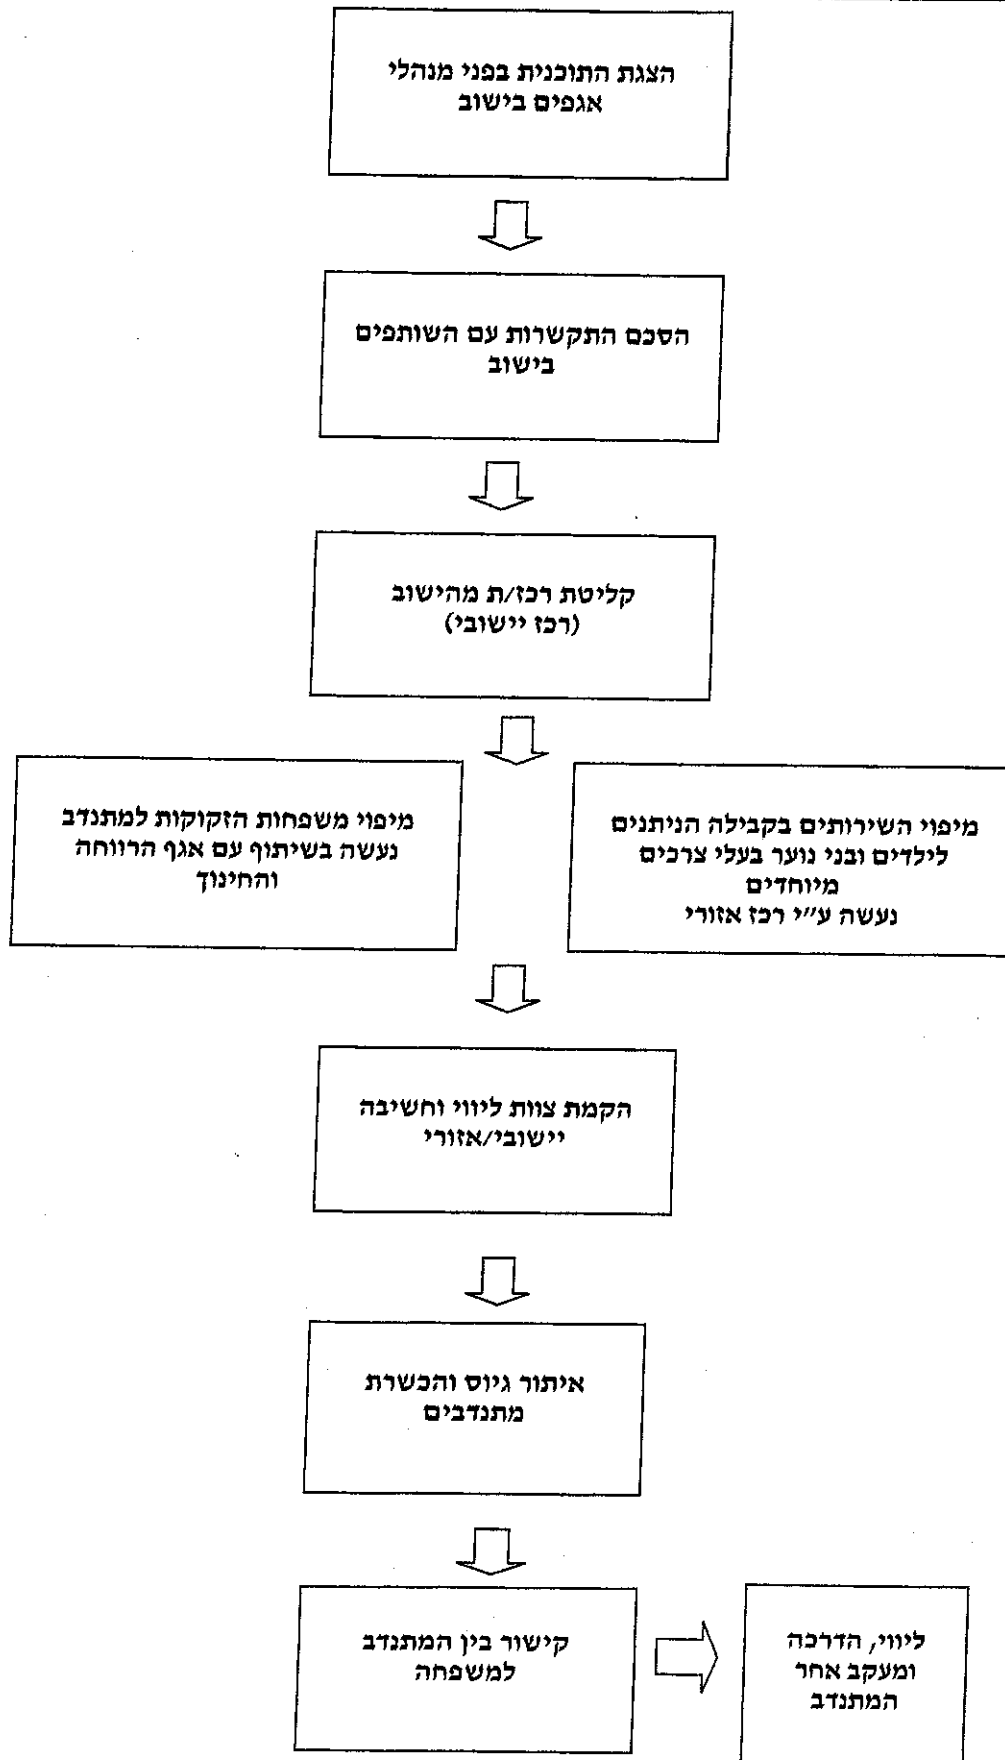 הצגת התוכנית בפני מנהלי
אגפים בישוב
הסכם התקשרות עם השותפים
בישוב
קליטת רכז/ת מהישוב
(רכז יישובי)
מיפוי השירותים בקבילה הניתנים
לילדים ובני נוער בעלי צרכים
מיוחדים
נעשה ע״י רכז אזורי
מיפוי משפחות הזקוקות למתנדב
נעשה בשיתוף עם אגף הרווחה
והחינוך
הקמת צוות ליווי וחשיבה
יישובי/אזורי
איתור גיוס והכשרת
מתנדבים
קישור בין המתנדב
למשפחה
ליווי, הדרכה
ומעקב אחר
המתנדב